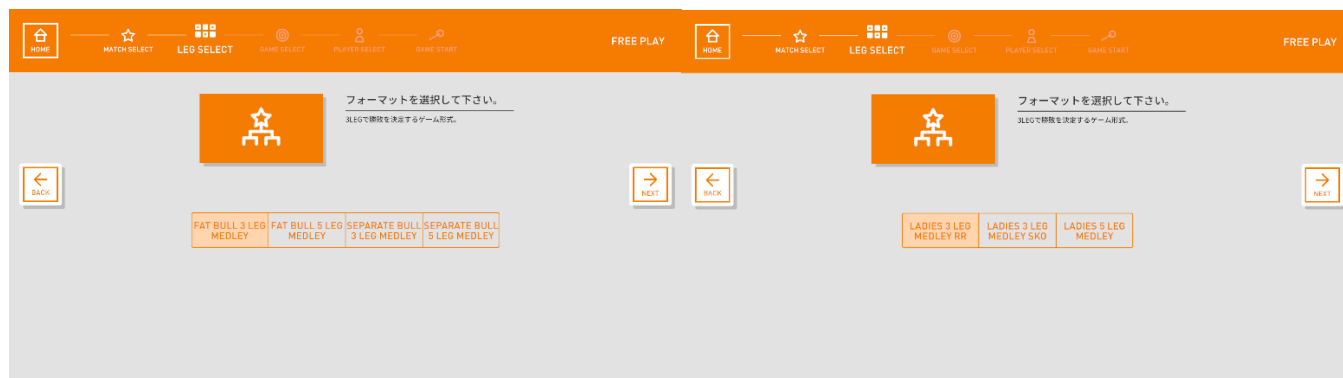 HOME
MATCH SELECT
LEG SELECT
GAME SELECT
PLAYER SELECT
GAME START
FREE PLAY
フォーマットを選択して下さい。
3LEGで勝敗を決定するゲーム形式。
BACK
NEXT
FAT BULL 3 LEG
MEDLEY
FAT BULL 5 LEG
MEDLEY
SEPARATE BULL
3 LEG MEDLEY
SEPARATE BULL
5 LEG MEDLEY
HOME
MATCH SELECT
LEG SELECT
GAME SELECT
PLAYER SELECT
GAME START
FREE PLAY
フォーマットを選択して下さい。
3LEGで勝敗を決定するゲーム形式。
BACK
NEXT
LADIES 3 LEG
MEDLEY RR
LADIES 3 LEG
MEDLEY SKO
LADIES 5 LEG
MEDLEY